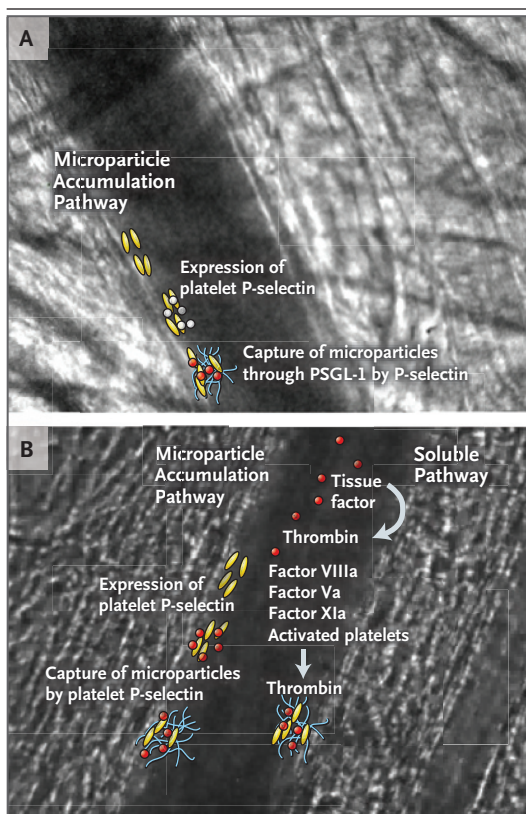 A
Microparticle
Accumulation
Pathway
Expression of
platelet P-selectin
Capture of microparticles
through PSGL-1 by P-selectin
B
Microparticle
Accumulation
Pathway
Soluble
Pathway
Tissue
factor
Thrombin
Expression of
platelet P-selectin
Factor VIIIa
Factor Va
Factor XIa
Activated platelets
Capture of microparticles
by platelet P-selectin
Thrombin